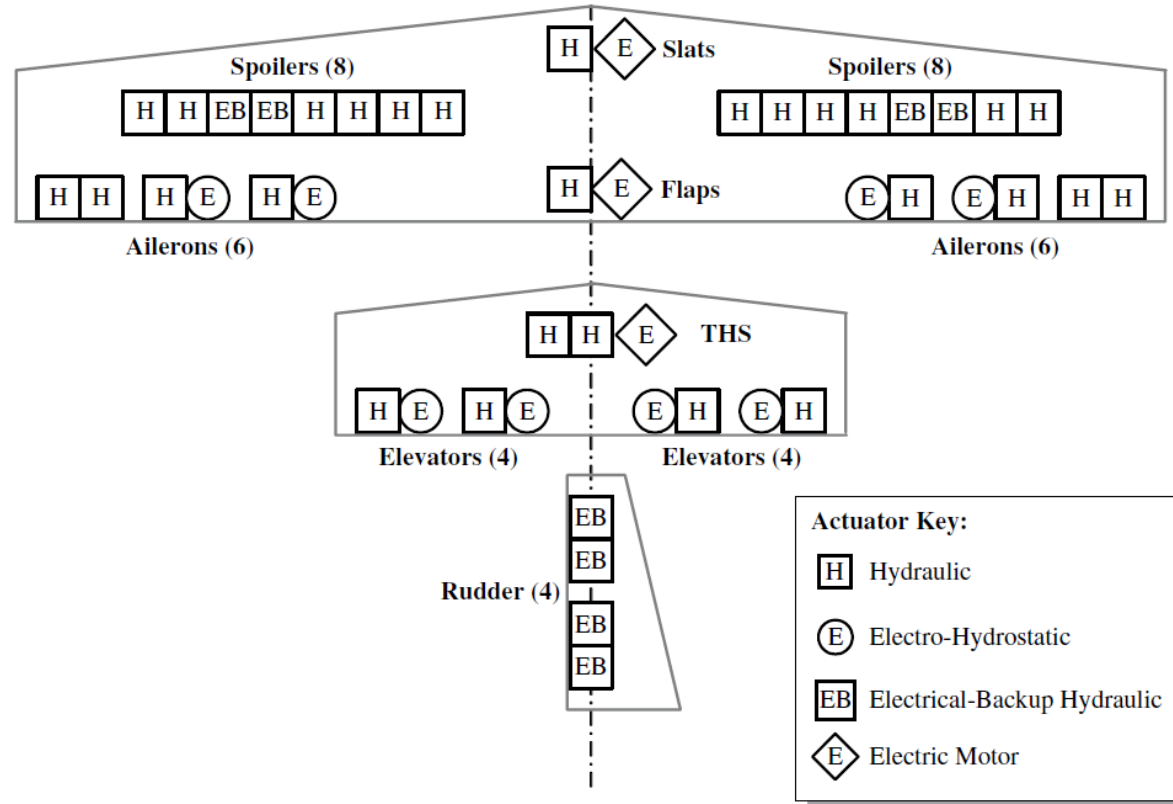 H E Slats
Spoilers (8) Spoilers (8)
H H EB EB H H H H H H H H EB EB H H
H E Flaps
H H H E H E E H E H H H
Ailerons (6) Ailerons (6)
H H E THS
H E H E E H E H
Elevators (4) Elevators (4)
EB
EB
Rudder (4)
EB
EB
Actuator Key:
H Hydraulic
E Electro-Hydrostatic
EB Electrical-Backup Hydraulic
E Electric Motor